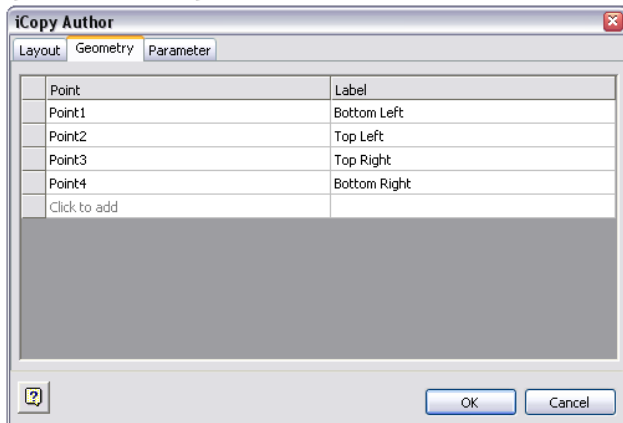 iCopy Author
Layout Geometry Parameter
Point Label
Point1 Bottom Left
Point2 Top Left
Point3 Top Right
Point4 Bottom Right
Click to add
OK Cancel